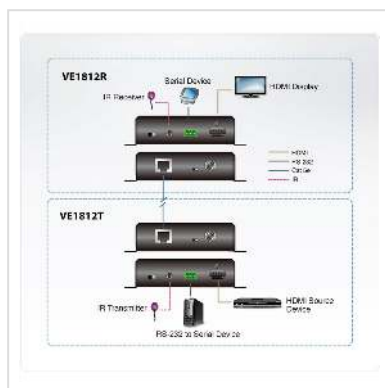 VE1812R
Serial Device
IR Receiver
HDMI Display
HDMI
RS-232
Cat 5e
IR
VE1812T
IR Transmitter
HDMI Source
Device
RS-232 to Serial Device